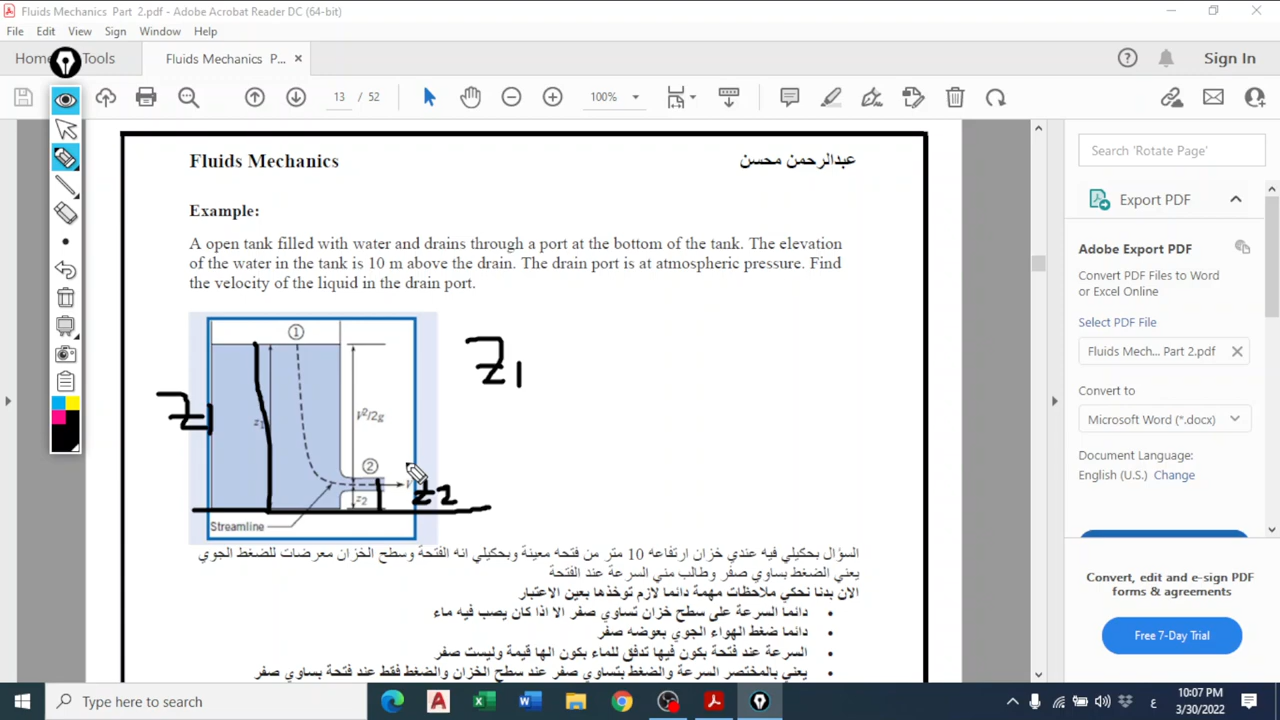 Fluids Mechanics Part 2.pdf - Adobe Acrobat Reader DC (64-bit)
File Edit View Sign Window Help
Home Tools Fluids Mechanics P... × Sign In
13 / 52 100%
Fluids Mechanics عبدالرحمن محسن
Example:
A open tank filled with water and drains through a port at the bottom of the tank. The elevation
of the water in the tank is 10 m above the drain. The drain port is at atmospheric pressure. Find
the velocity of the liquid in the drain port.
1
Z1
Z1
z1
V²/2g
2
V
Z2
z2
Streamline
السؤال بحكيلي فيه عندي خزان ارتفاعه 10 متر من فتحه معينة وبحكيلي انه الفتحة وسطح الخزان معرضات للضغط الجوي
يعني الضغط بساوي صفر وطالب مني السرعة عند الفتحة
الان بدنا نحكي ملاحظات مهمة دائما لازم توخذها بعين الاعتبار
• دائما السرعة على سطح خزان تساوي صفر الا اذا كان يصب فيه ماء
• دائما ضغط الهواء الجوي بعوضه صفر
• السرعة عند فتحة بكون فيها تدفق للماء بكون الها قيمة وليست صفر
• يعني بالمختصر السرعة والضغط بتساوي صفر عند سطح الخزان والضغط فقط عند فتحة بساوي صفر
Search 'Rotate Page'
Export PDF
Adobe Export PDF
Convert PDF Files to Word
or Excel Online
Select PDF File
Fluids Mech... Part 2.pdf
Convert to
Microsoft Word (*.docx)
Document Language:
English (U.S.) Change
Convert, edit and e-sign PDF
forms & agreements
Free 7-Day Trial
Type here to search
ع
10:07 PM
3/30/2022